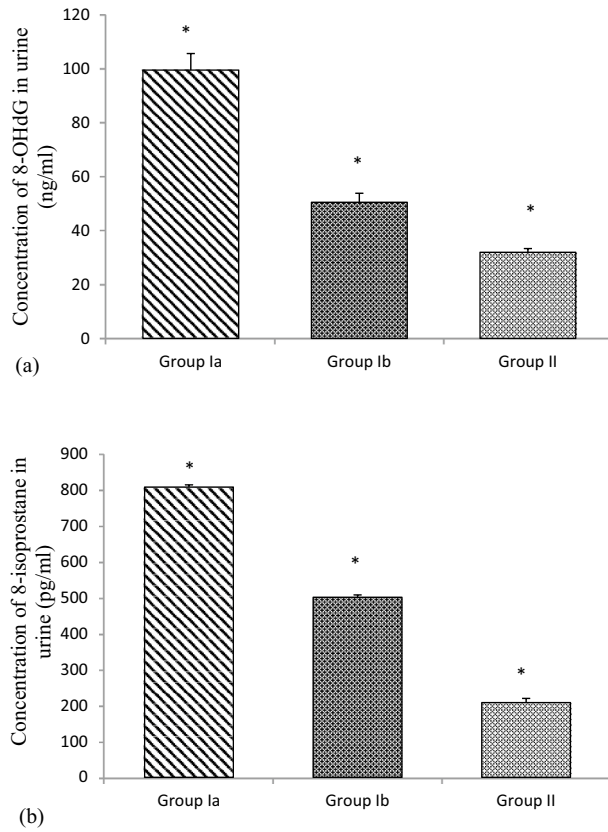 120
100
80
60
40
20
0
Concentration of 8-OHdG in urine
(ng/ml)
*
*
*
Group Ia Group Ib Group II
(a)
900
800
700
600
500
400
300
200
100
0
Concentration of 8-isoprostane in
urine (pg/ml)
*
*
*
Group Ia Group Ib Group II
(b)